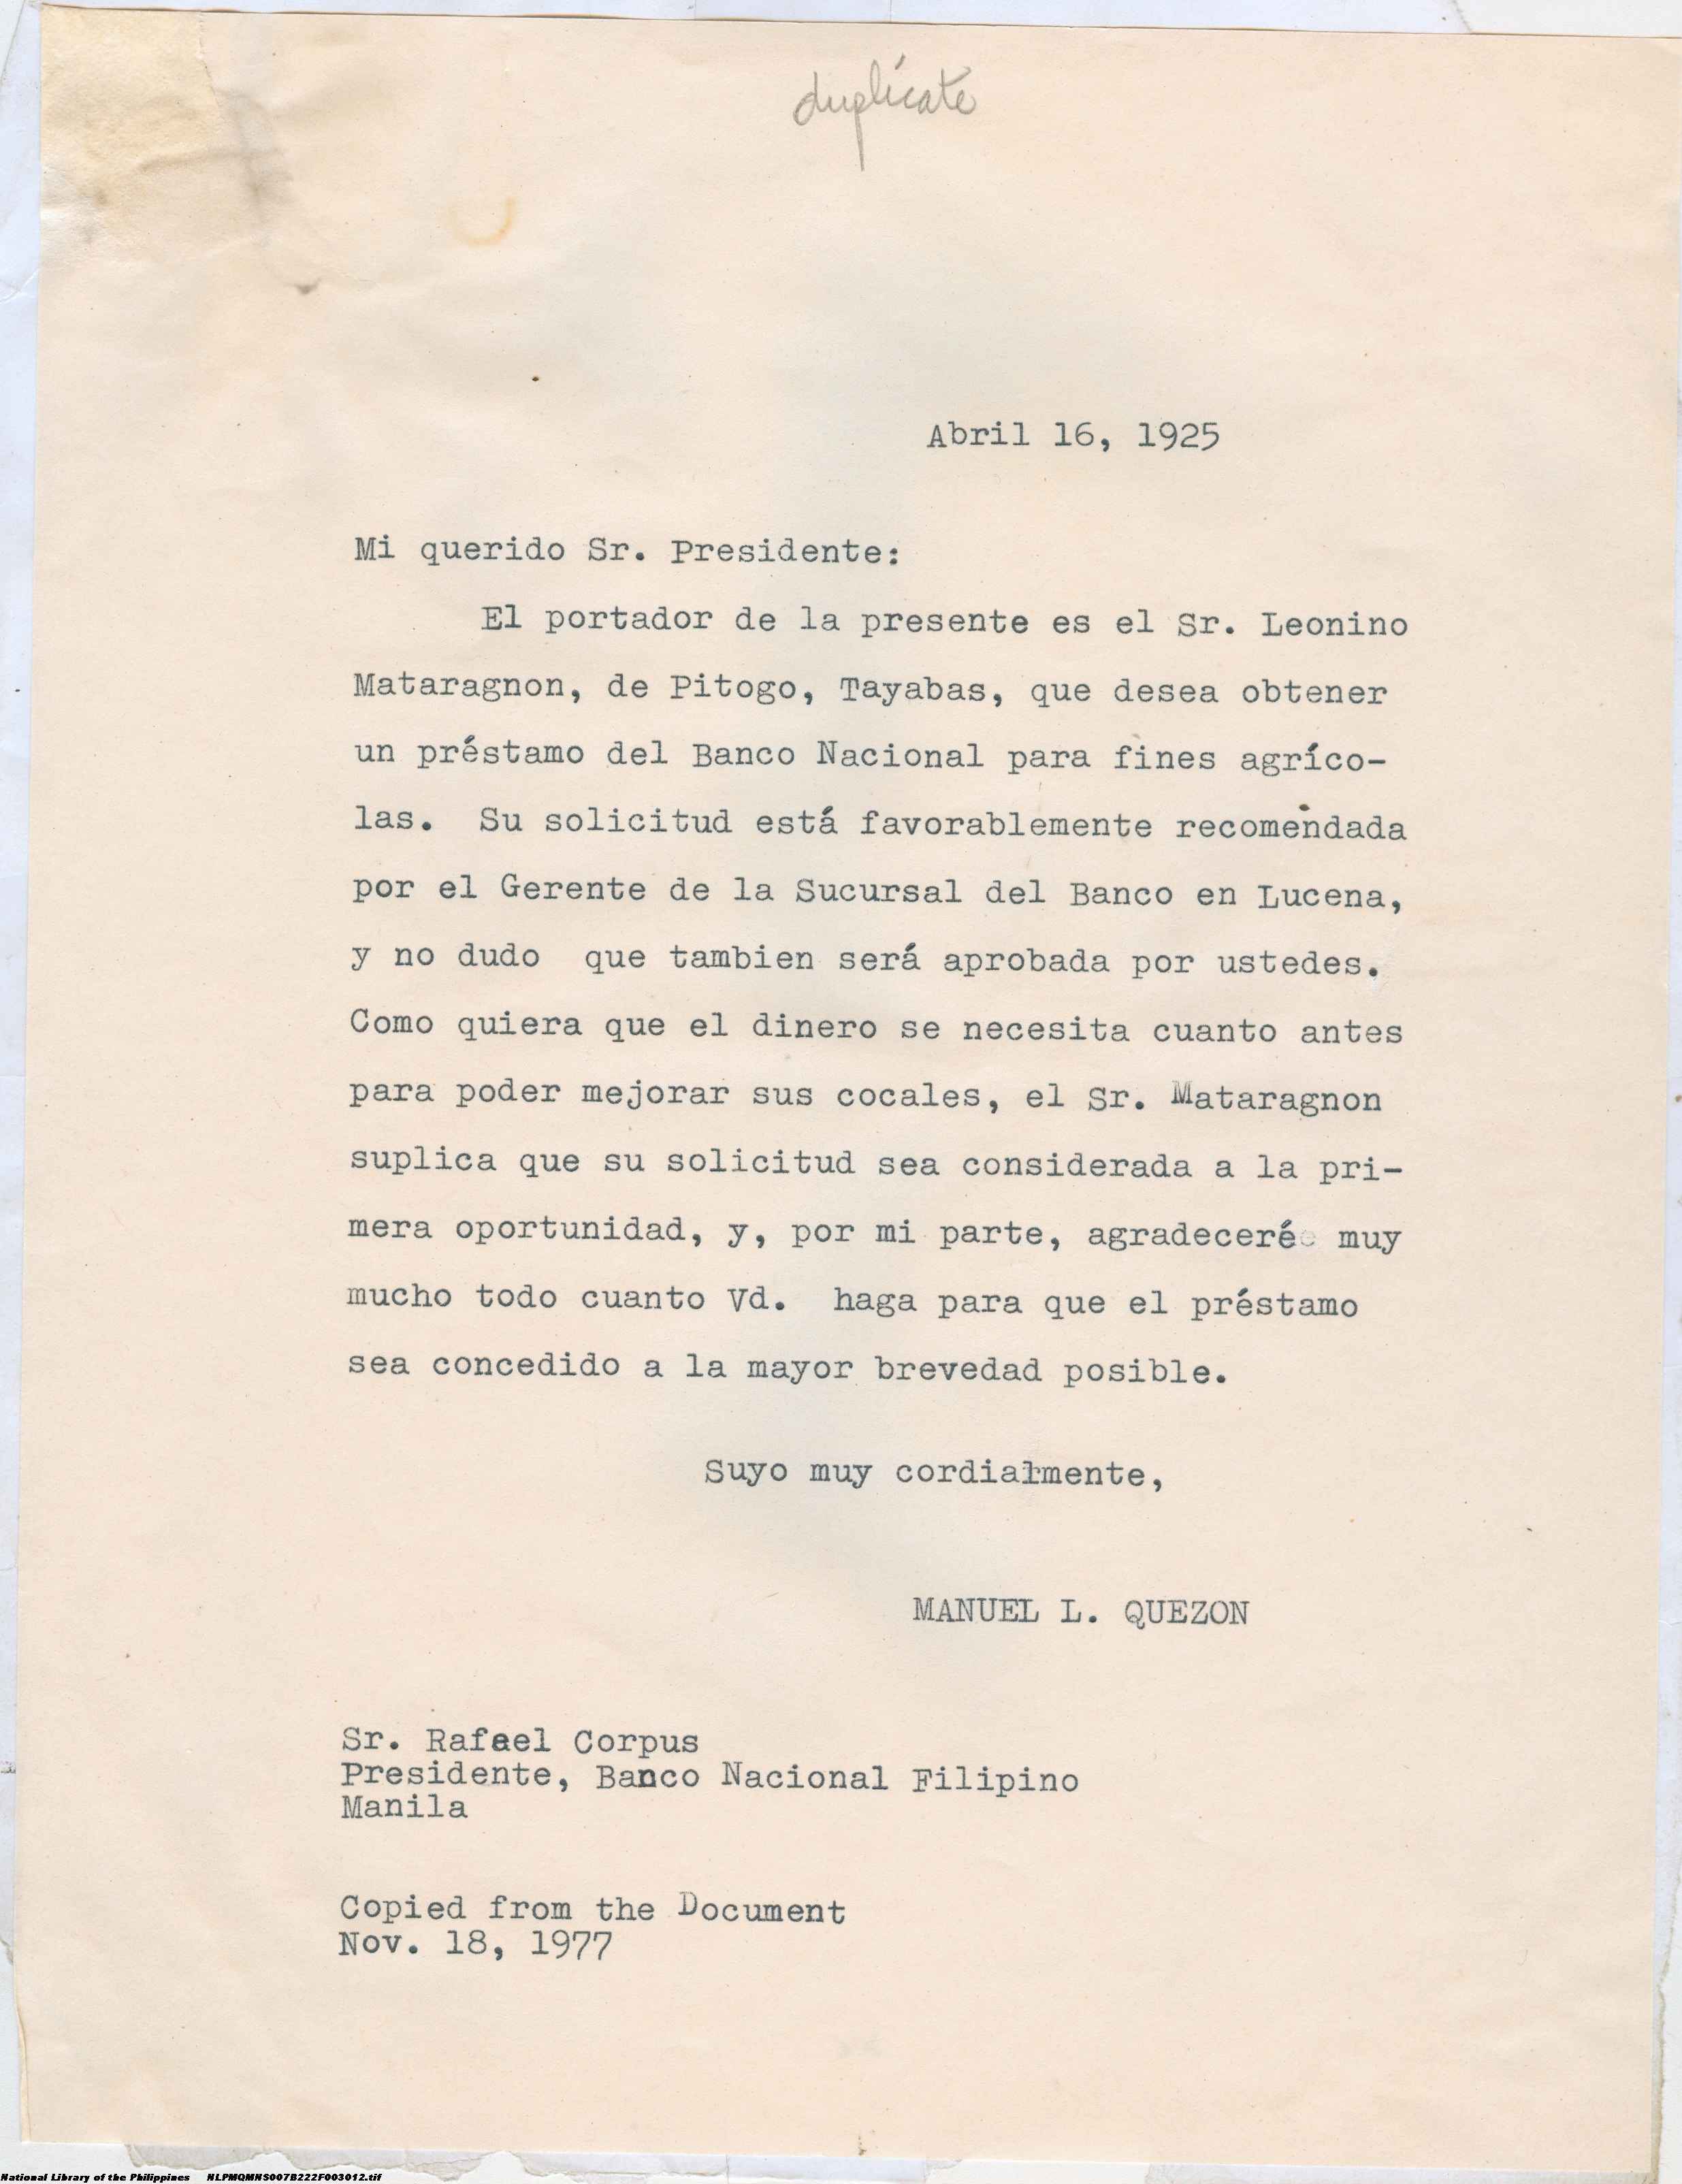 duplicate
Abril 16, 1925
Mi querido Sr. Presidente:
El portador de la presente es el Sr. Leonino
Mataragnon, de Pitogo, Tayabas, que desea obtener
un préstamo del Banco Nacional para fines agríco-
las. Su solicitud está favorablemente recomendada
por el Gerente de la Sucursal del Banco en Lucena,
y no dudo que tambien será aprobada por ustedes.
Como quiera que el dinero se necesita cuanto antes
para poder mejorar sus cocales, el Sr. Mataragnon
suplica que su solicitud sea considerada a la pri-
mera oportunidad, y, por mi parte, agradeceré muy
mucho todo cuanto Vd. haga para que el préstamo
sea concedido a la mayor brevedad posible.
Suyo muy cordialmente,
MANUEL L. QUEZON
Sr. Rafael Corpus
Presidente, Banco Nacional Filipino
Manila
Copied from the Document
Nov. 18, 1977
National Library of the Philippines NLPMQMNS007B222F003012.tif